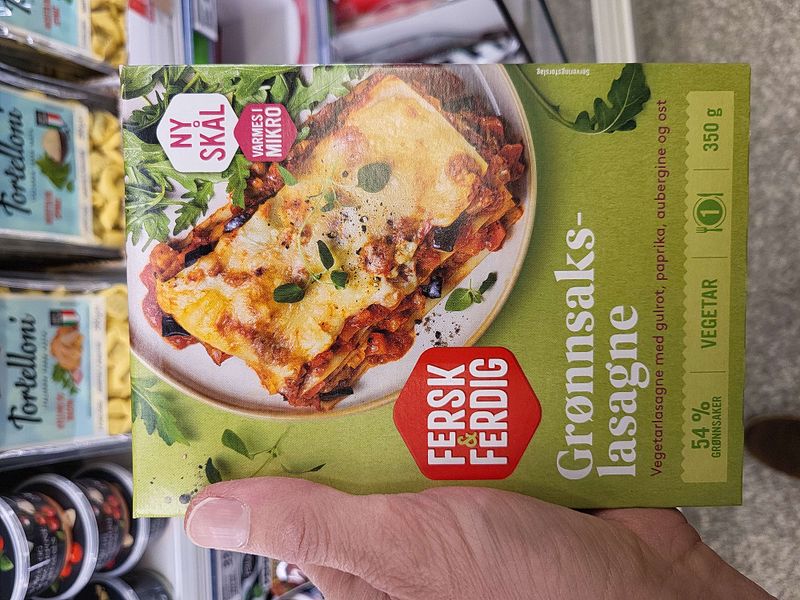 NY
SKÅL
VARMES I
MIKRO
Serveringsforslag
FERSK
&
FERDIG
Grønnsaks-
lasagne
Vegetarlasagne med gulrot, paprika, aubergine og ost
54 %
GRØNNSAKER
VEGETAR
1
350 g
Tortelloni
Tortelloni